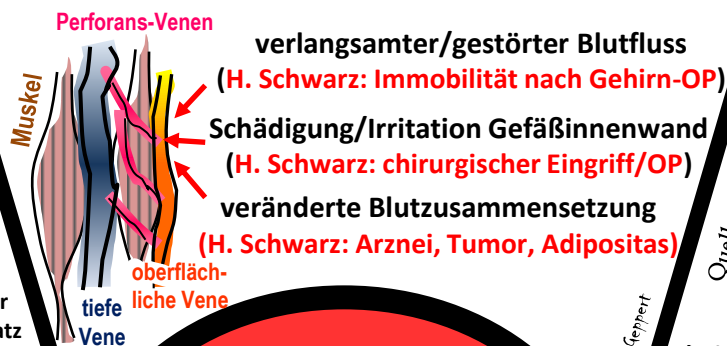 Perforans-Venen
Muskel
verlangsamter/gestörter Blutfluss
(H. Schwarz: Immobilität nach Gehirn-OP)
Schädigung/Irritation Gefäßinnenwand
(H. Schwarz: chirurgischer Eingriff/OP)
veränderte Blutzusammensetzung
(H. Schwarz: Arznei, Tumor, Adipositas)
oberfläch-
liche Vene
tiefe
Vene
Geppert